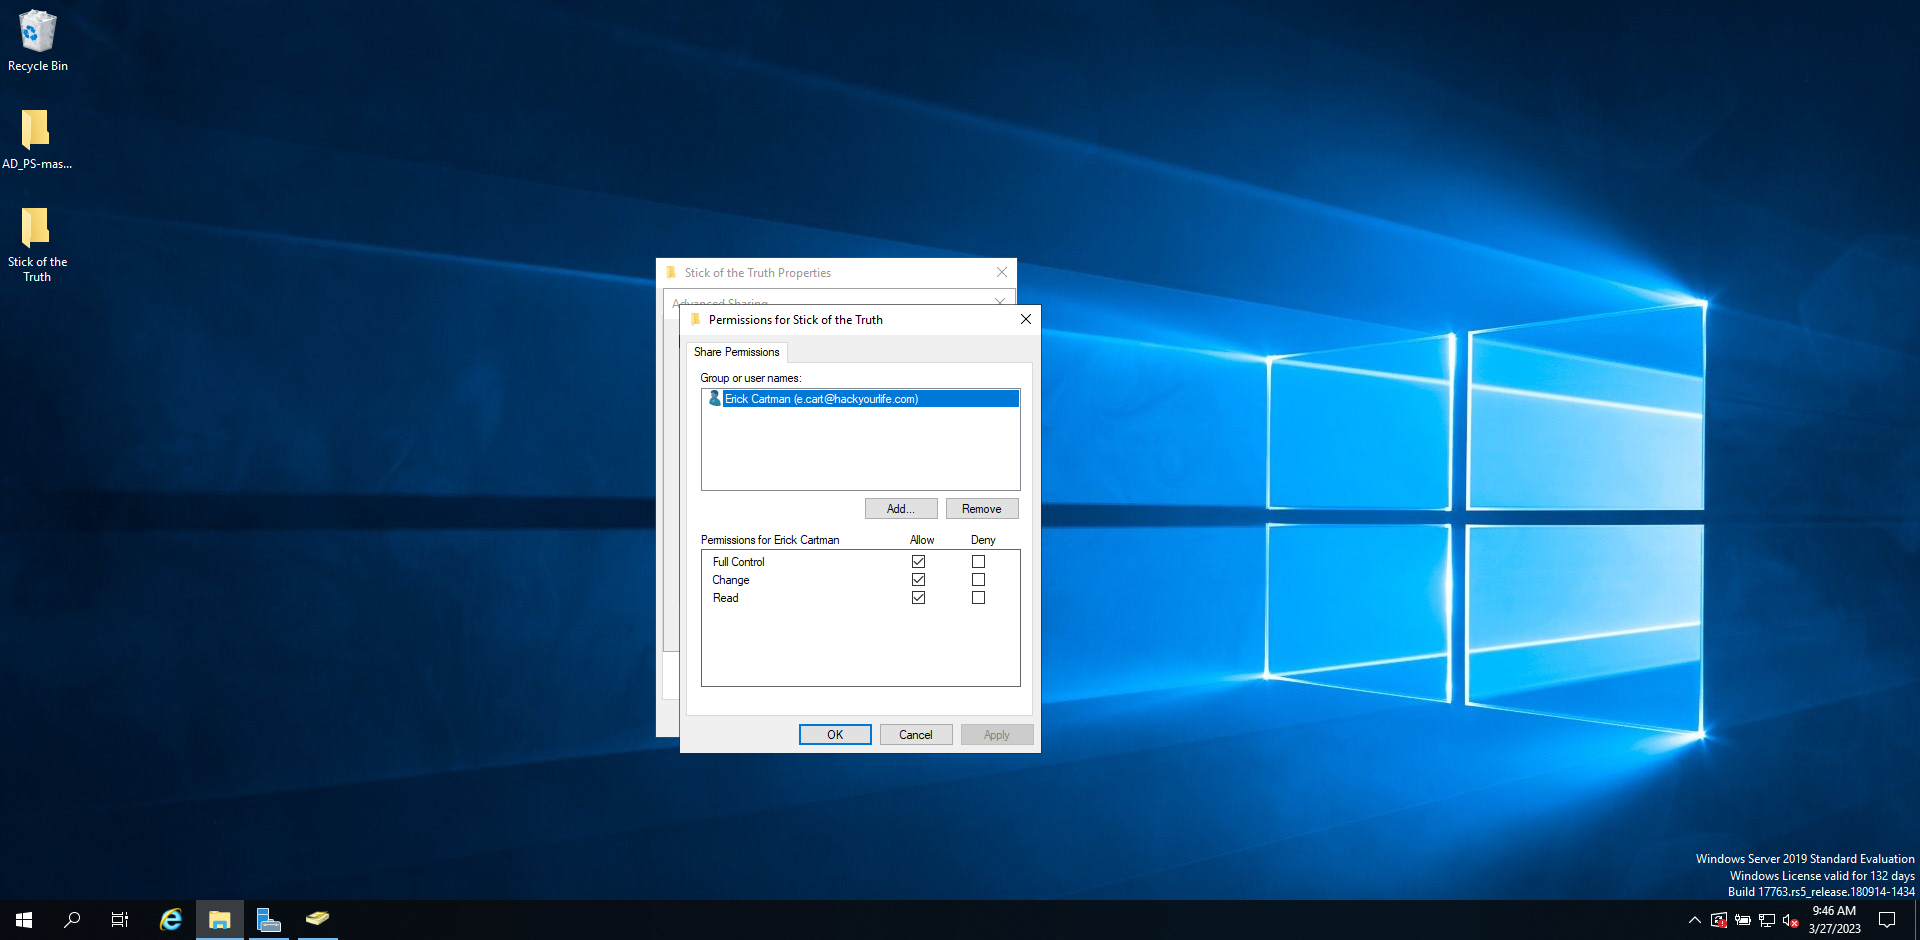 Recycle Bin
AD_PS-mas...
Stick of the
Truth
Stick of the Truth Properties
Advanced Sharing
Permissions for Stick of the Truth
Share Permissions
Group or user names:
Erick Cartman (e.cart@hackyourlife.com)
Add...
Remove
Permissions for Erick Cartman
Allow
Deny
Full Control
Change
Read
OK
Cancel
Apply
Windows Server 2019 Standard Evaluation
Windows License valid for 132 days
Build 17763.rs5_release.180914-1434
9:46 AM
3/27/2023